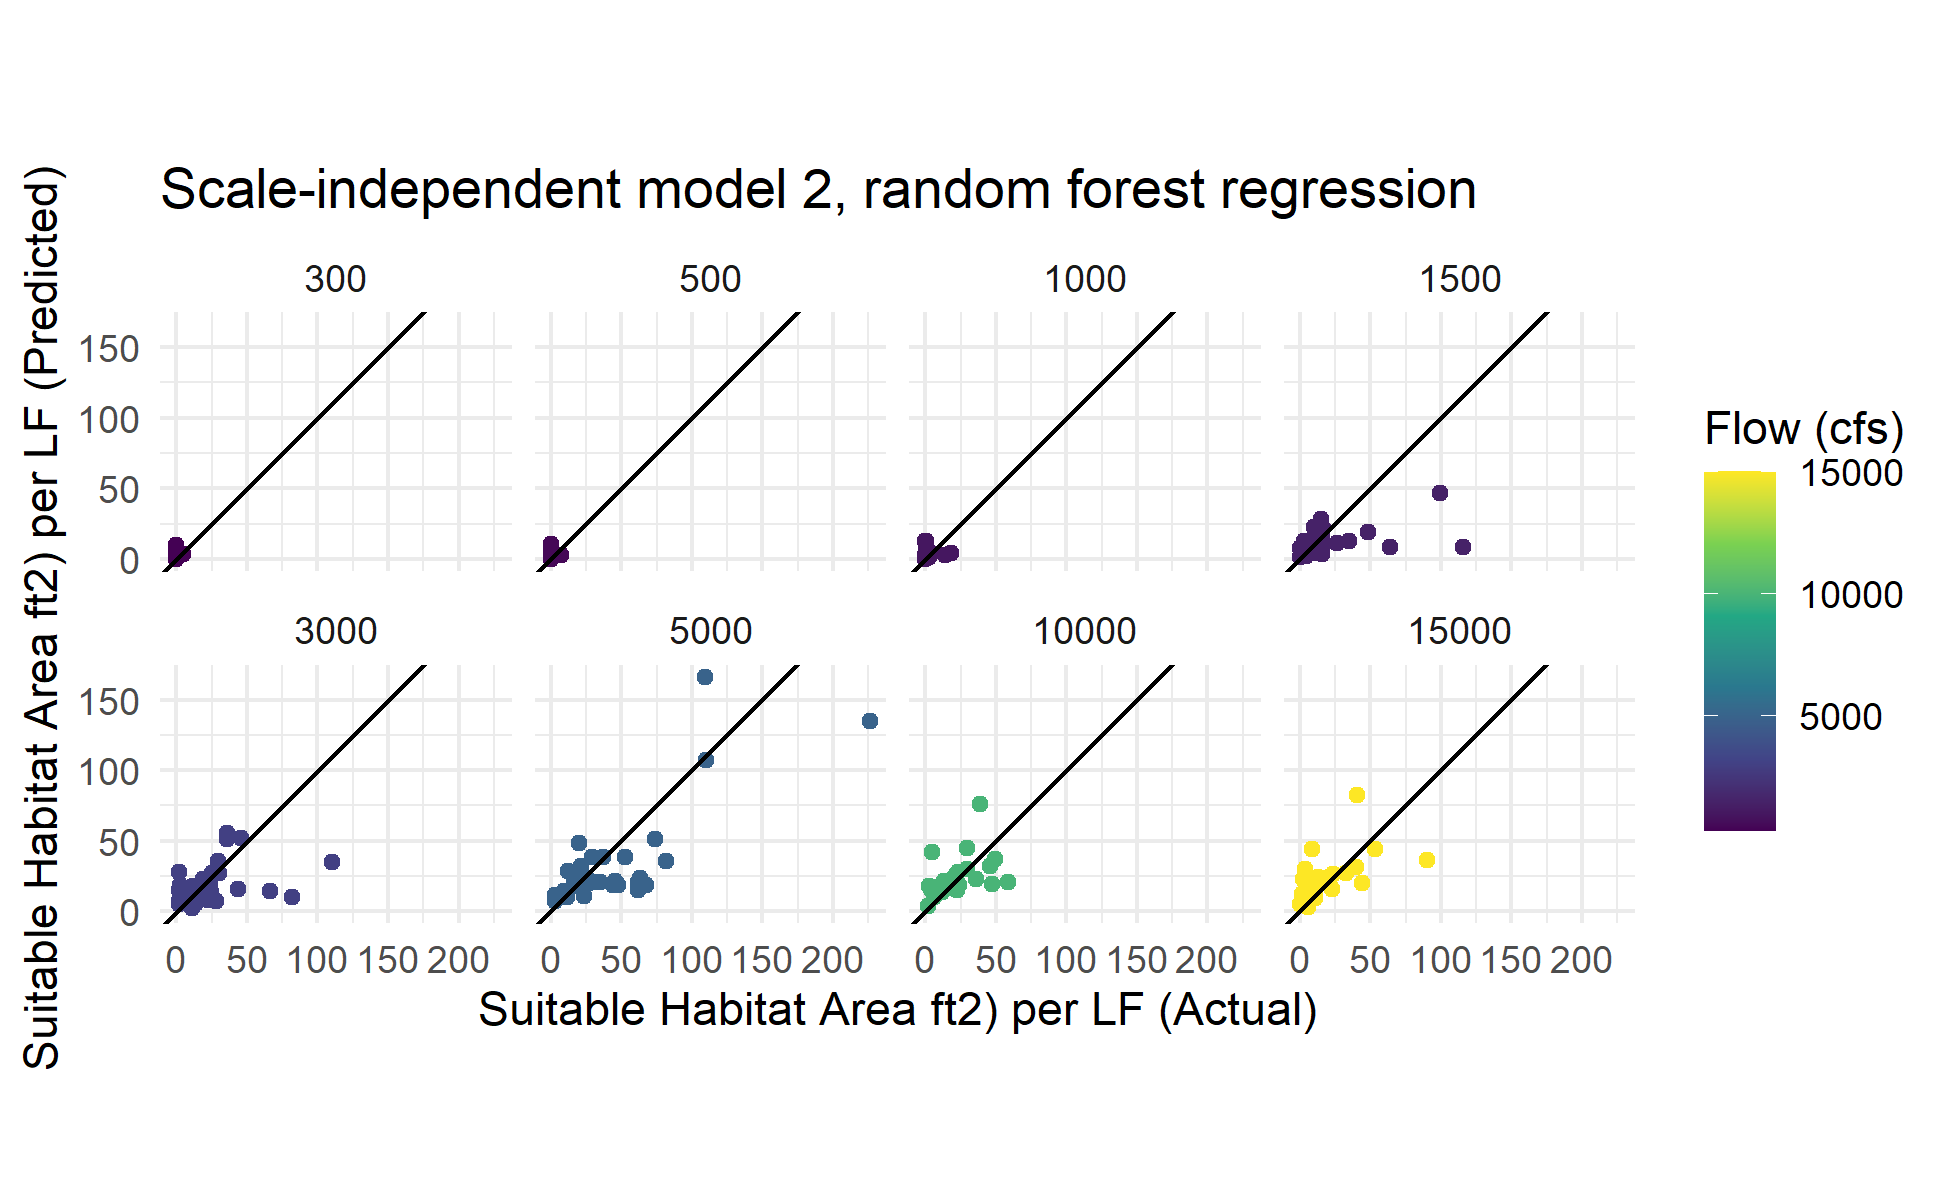 Scale-independent model 2, random forest regression
Suitable Habitat Area ft2) per LF (Predicted)
300 500 1000 1500
150
100
50
0
3000 5000 10000 15000
150
100
50
0
0 50 100 150 200 0 50 100 150 200 0 50 100 150 200 0 50 100 150 200
Suitable Habitat Area ft2) per LF (Actual)
Flow (cfs)
15000
10000
5000